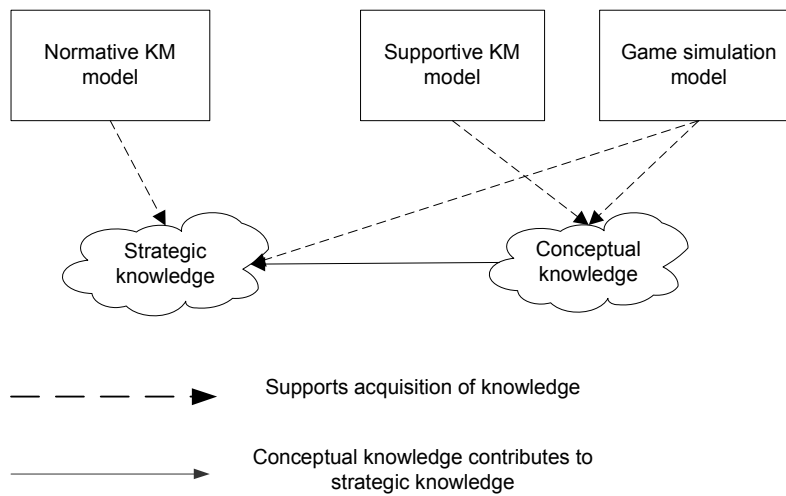 Normative KM
model
Supportive KM
model
Game simulation
model
Strategic
knowledge
Conceptual
knowledge
Supports acquisition of knowledge
Conceptual knowledge contributes to
strategic knowledge